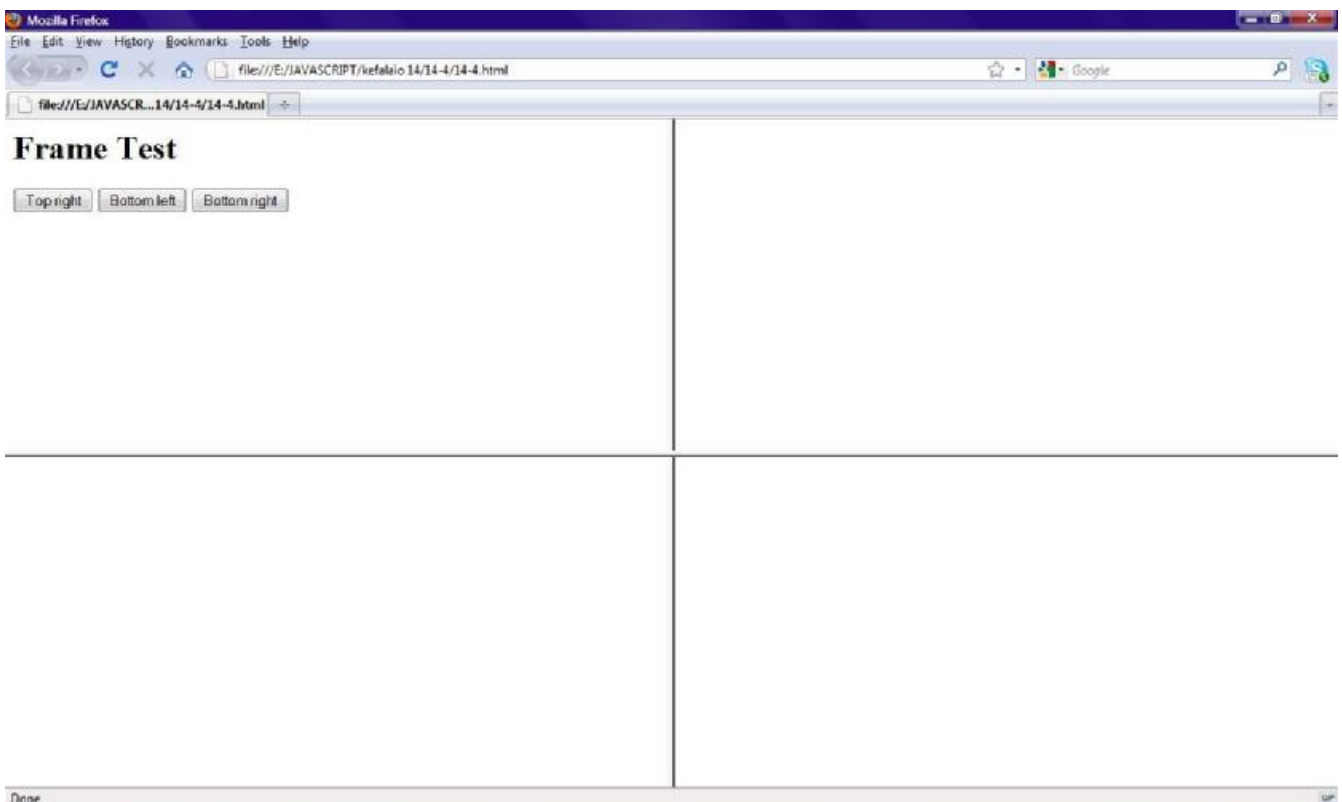 Mozilla Firefox
File Edit View History Bookmarks Tools Help
file:///E:/JAVASCRIPT/kefalaio 14/14-4/14-4.html Google
file:///E:/JAVASCR...14/14-4/14-4.html
Frame Test
Top right Bottom left Bottom right
Done